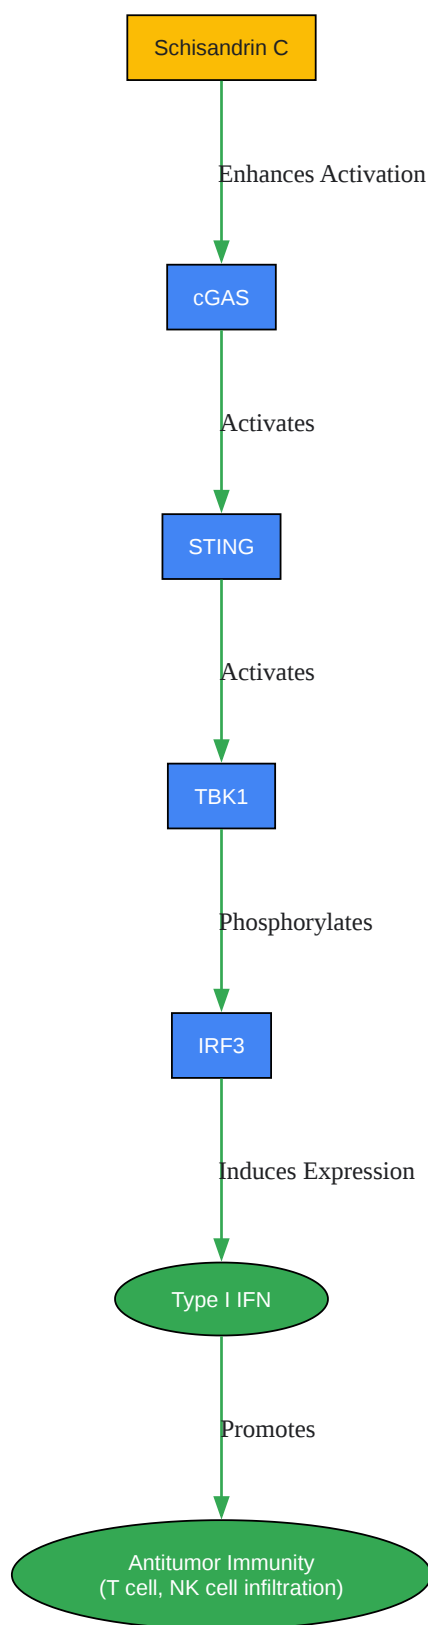 Schisandrin C
Enhances Activation
cGAS
Activates
STING
Activates
TBK1
Phosphorylates
IRF3
Induces Expression
Type I IFN
Promotes
Antitumor Immunity
(T cell, NK cell infiltration)